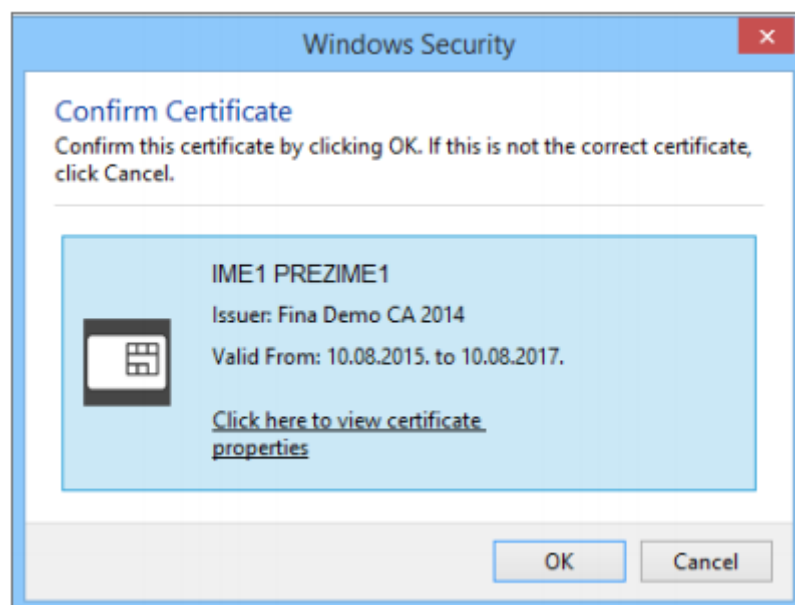 Windows Security
Confirm Certificate
Confirm this certificate by clicking OK. If this is not the correct certificate,
click Cancel.
IME1 PREZIME1
Issuer: Fina Demo CA 2014
Valid From: 10.08.2015. to 10.08.2017.
Click here to view certificate
properties
OK
Cancel